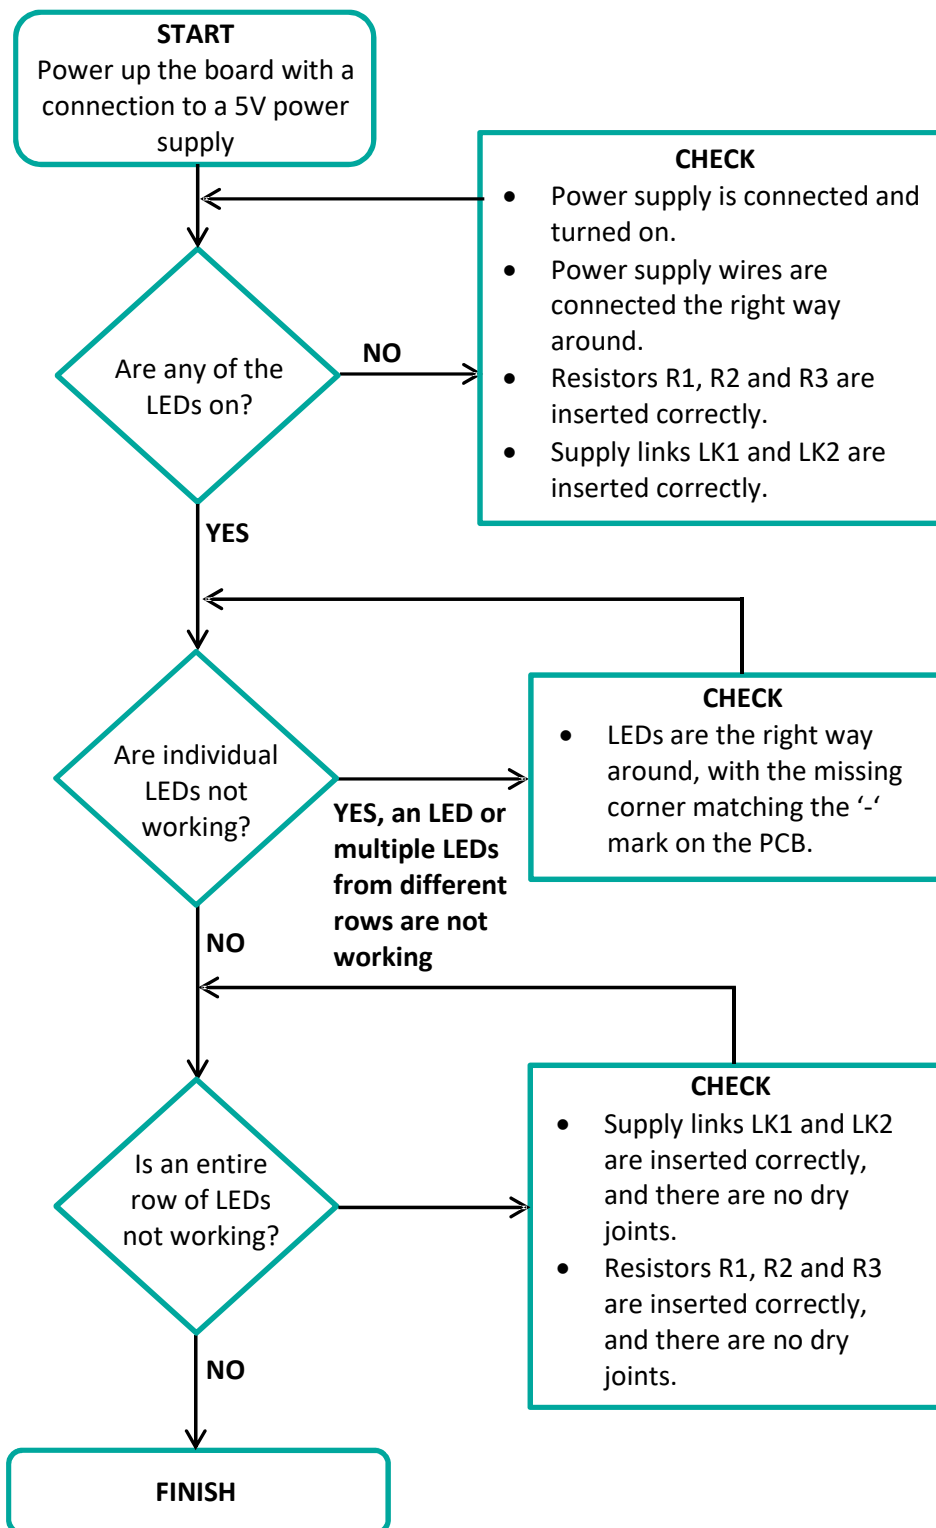 START
Power up the board with a
connection to a 5V power
supply
CHECK
• Power supply is connected and
turned on.
• Power supply wires are
connected the right way
around.
• Resistors R1, R2 and R3 are
inserted correctly.
• Supply links LK1 and LK2 are
inserted correctly.
Are any of the
LEDs on?
NO
YES
CHECK
• LEDs are the right way
around, with the missing
corner matching the ‘-‘
mark on the PCB.
Are individual
LEDs not
working?
YES, an LED or
multiple LEDs
from different
rows are not
working
NO
CHECK
• Supply links LK1 and LK2
are inserted correctly,
and there are no dry
joints.
• Resistors R1, R2 and R3
are inserted correctly,
and there are no dry
joints.
Is an entire
row of LEDs
not working?
NO
FINISH